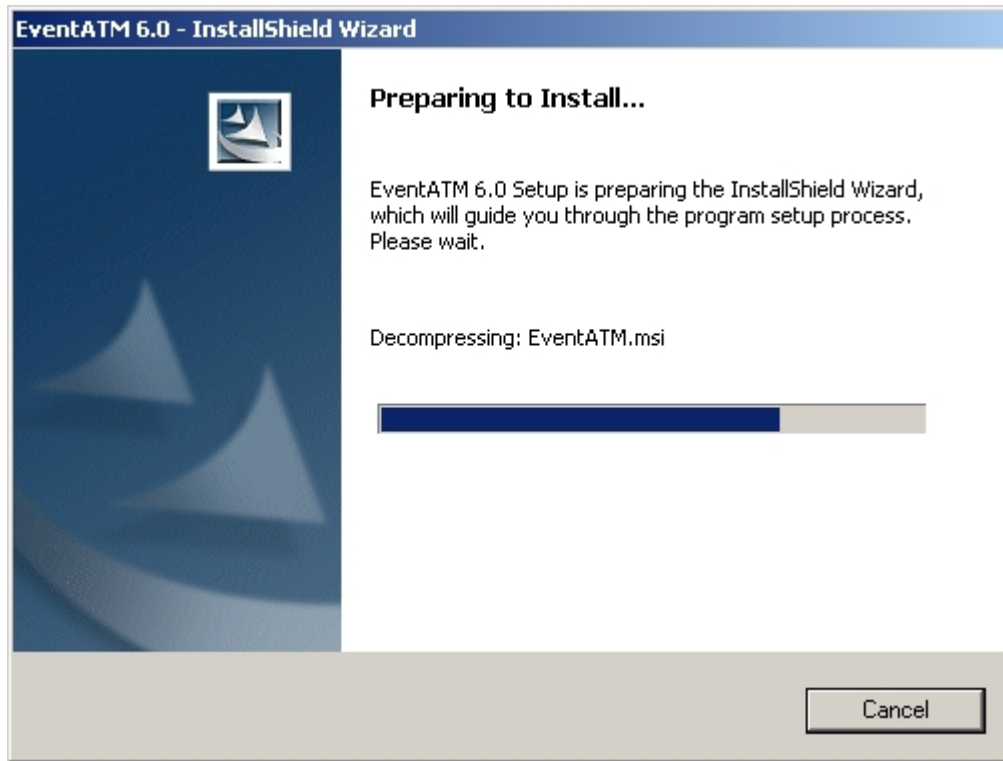 EventATM 6.0 - InstallShield Wizard
Preparing to Install...
EventATM 6.0 Setup is preparing the InstallShield Wizard,
which will guide you through the program setup process.
Please wait.
Decompressing: EventATM.msi
Cancel